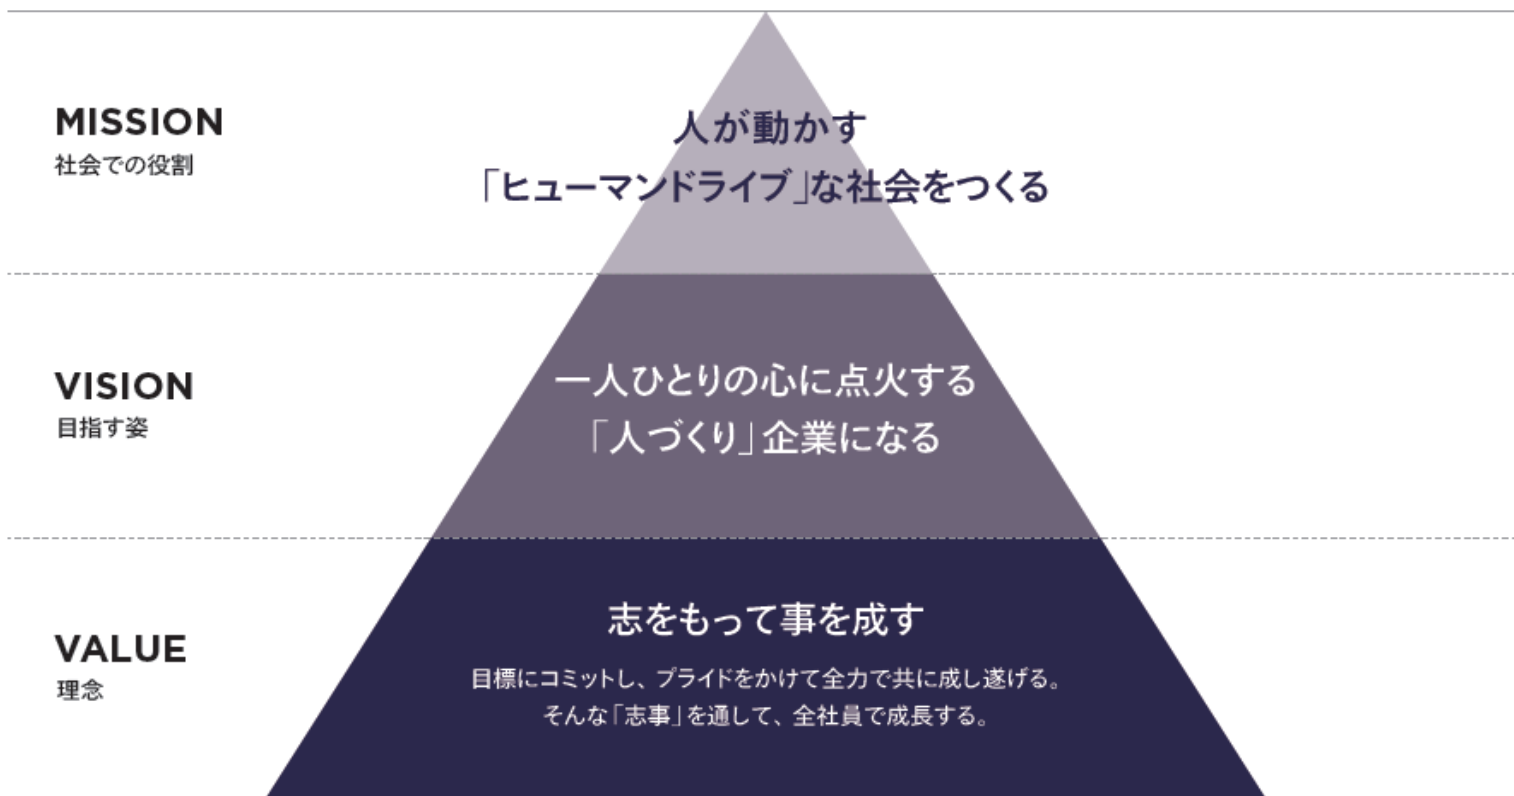 MISSION
社会での役割
人が動かす
「ヒューマンドライブ」な社会をつくる
VISION
目指す姿
一人ひとりの心に点火する
「人づくり」企業になる
VALUE
理念
志をもって事を成す
目標にコミットし、プライドをかけて全力で共に成し遂げる。
そんな「志事」を通して、全社員で成長する。